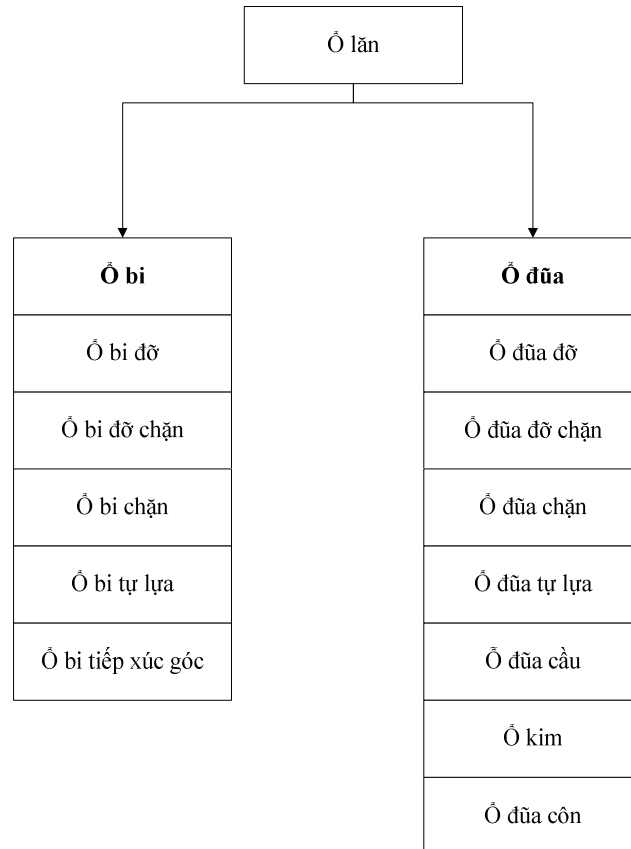 Ổ lăn
Ổ bi
Ổ bi đỡ
Ổ bi đỡ chặn
Ổ bi chặn
Ổ bi tự lựa
Ổ bi tiếp xúc góc
Ổ đũa
Ổ đũa đỡ
Ổ đũa đỡ chặn
Ổ đũa chặn
Ổ đũa tự lựa
Ỗ đũa cầu
Ổ kim
Ổ đũa côn